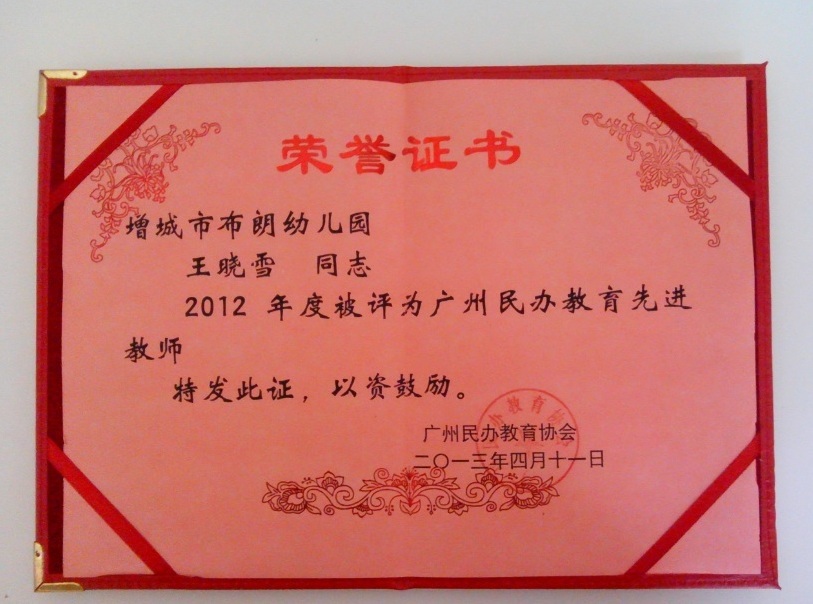 荣誉证书
增城市布朗幼儿园
王晓雪 同志
2012 年度被评为广州民办教育先进
教师
特发此证，以资鼓励。
广州民办教育协会
二〇一三年四月十一日